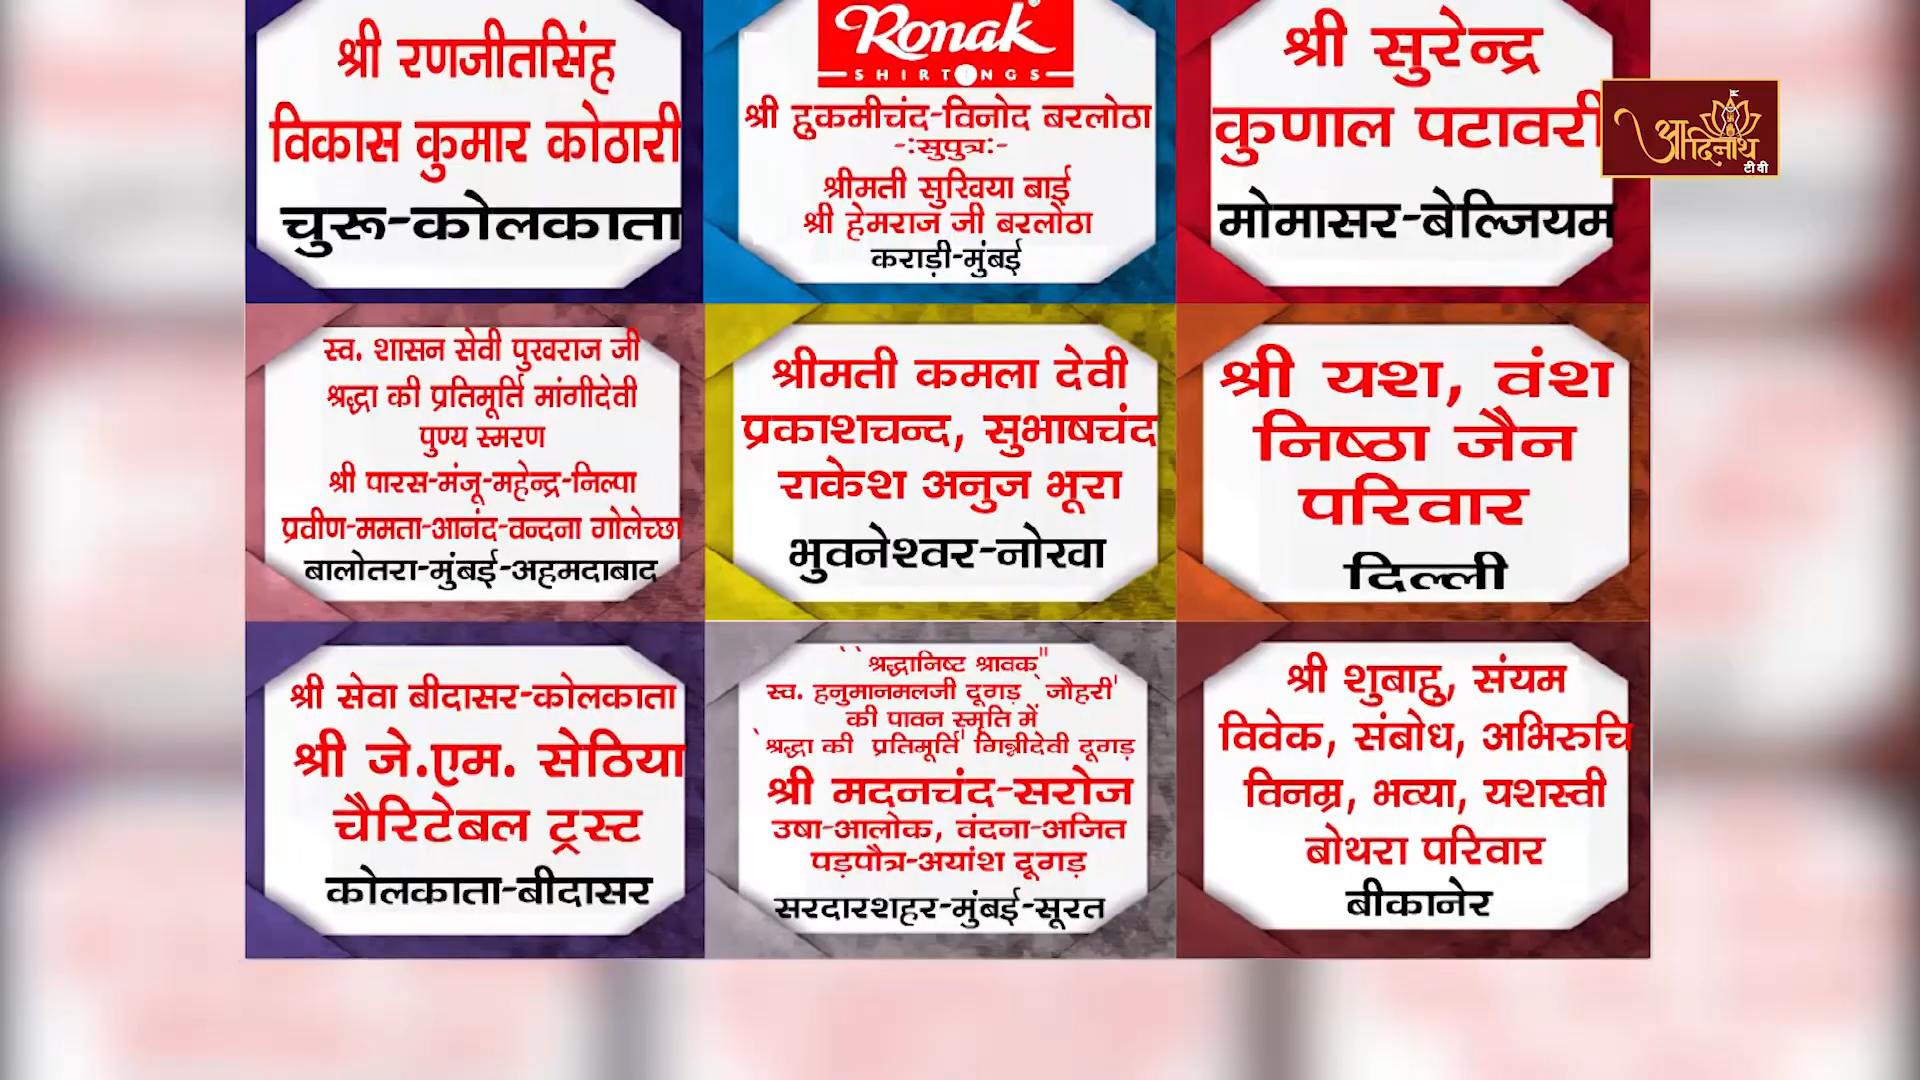 श्री रणजीतसिंह
विकास कुमार कोठारी
चुरू-कोलकाता
Ronak
SHIRTINGS
श्री हुकमीचंद-विनोद बरलोठा
-:सुपुत्र:-
श्रीमती सुखिया बाई
श्री हेमराज जी बरलोठा
कराड़ी-मुंबई
श्री सुरेन्द्र
कुणाल पटावरी
मोमासर-बेल्जियम
आदिनाथ
टीवी
स्व. शासन सेवी पुखराज जी
श्रद्धा की प्रतिमूर्ति मांगीदेवी
पुण्य स्मरण
श्री पारस-मंजू-महेन्द्र-निल्पा
प्रवीण-ममता-आनंद-वन्दना गोलेच्छा
बालोतरा-मुंबई-अहमदाबाद
श्रीमती कमला देवी
प्रकाशचन्द, सुभाषचंद
राकेश अनुज भूरा
भुवनेश्वर-नोखा
श्री यश, वंश
निष्ठा जैन
परिवार
दिल्ली
श्री सेवा बीदासर-कोलकाता
श्री जे.एम. सेठिया
चैरिटेबल ट्रस्ट
कोलकाता-बीदासर
``श्रद्धानिष्ट श्रावक"
स्व. हनुमानमलजी दूगड़ `जौहरी'
की पावन स्मृति में
`श्रद्धा की प्रतिमूर्ति' गिन्नीदेवी दूगड़
श्री मदनचंद-सरोज
उषा-आलोक, वंदना-अजित
पड़पौत्र-अयांश दूगड़
सरदारशहर-मुंबई-सूरत
श्री शुबाहु, संयम
विवेक, संबोध, अभिरुचि
विनम्र, भव्या, यशस्वी
बोथरा परिवार
बीकानेर